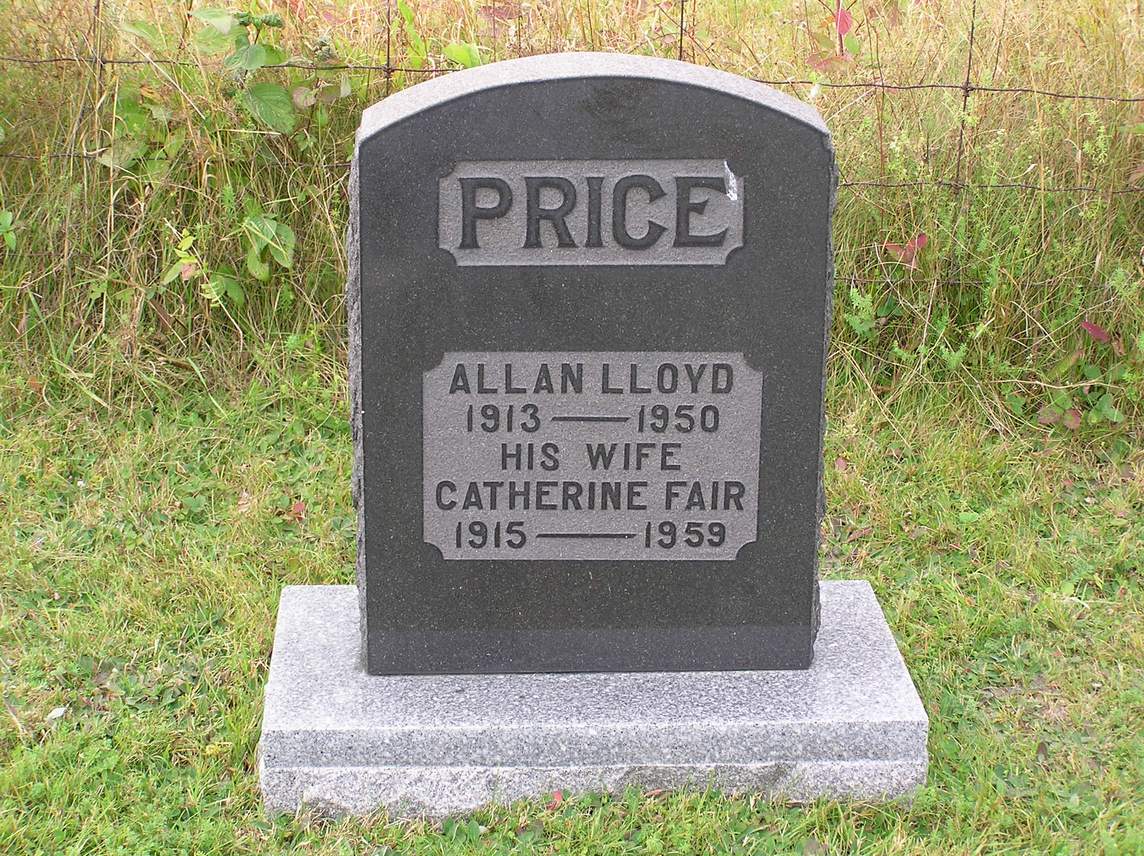 PRICE
ALLAN LLOYD
1913 — 1950
HIS WIFE
CATHERINE FAIR
1915 — 1959